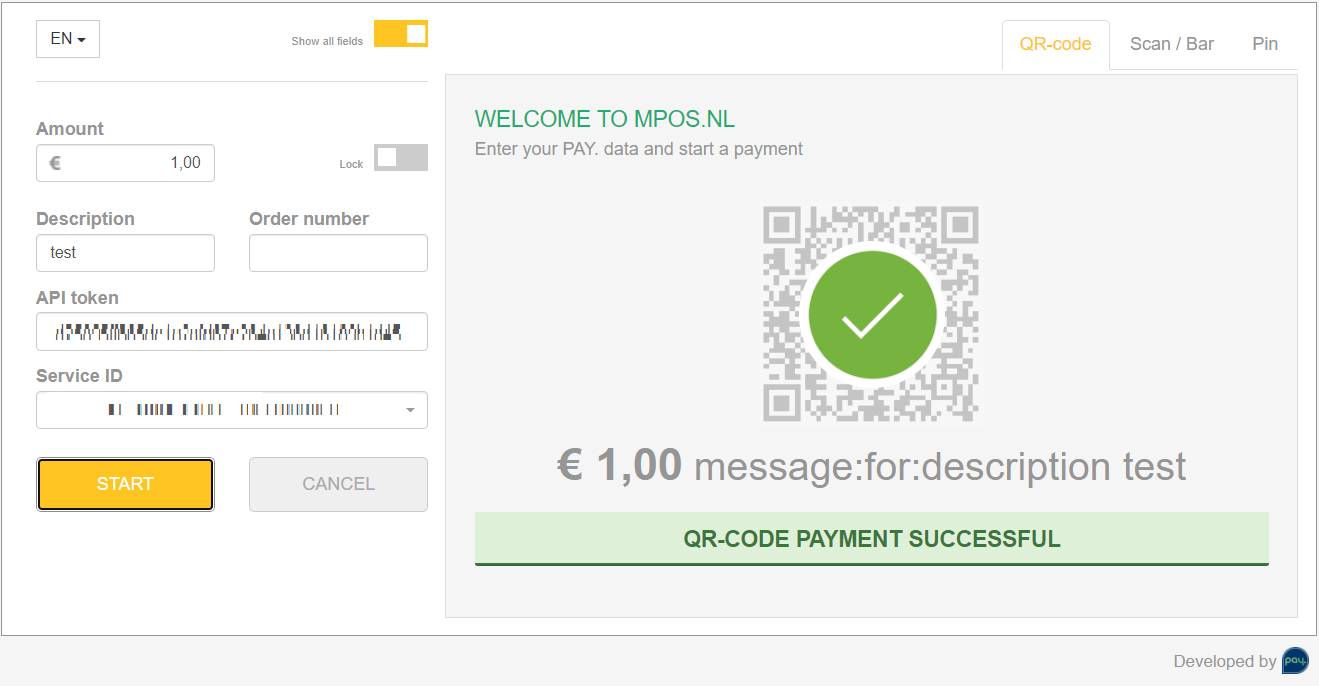 EN
Show all fields
QR-code
Scan / Bar
Pin
Amount
€ 1,00
Lock
Description
Order number
test
API token
Service ID
START
CANCEL
WELCOME TO MPOS.NL
Enter your PAY. data and start a payment
€ 1,00 message:for:description test
QR-CODE PAYMENT SUCCESSFUL
Developed by pay.